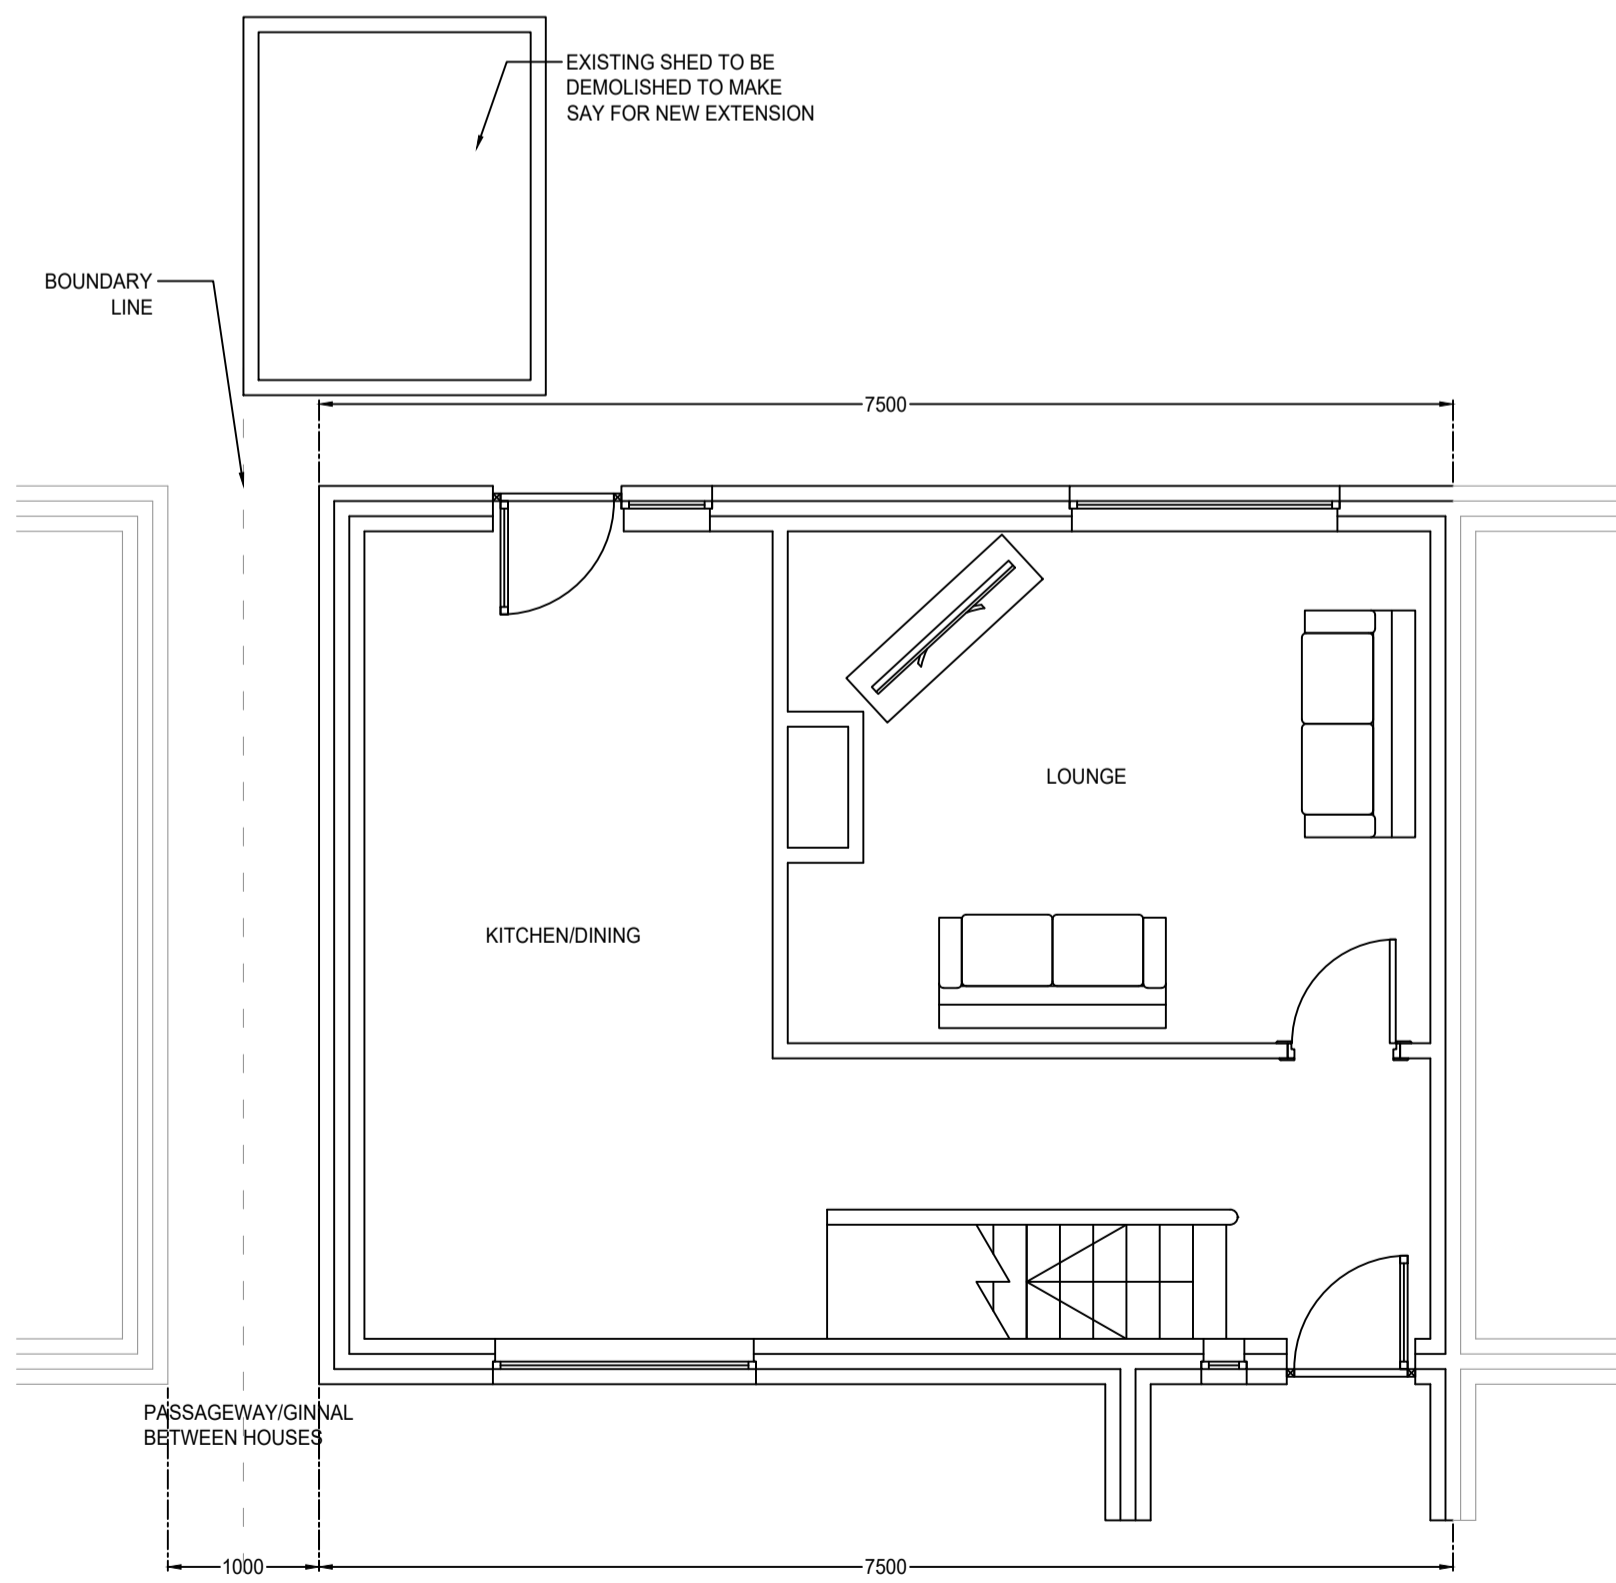 EXISTING SHED TO BE
DEMOLISHED TO MAKE
SAY FOR NEW EXTENSION
BOUNDARY
LINE
7500
LOUNGE
KITCHEN/DINING
PASSAGEWAY/GINNAL
BETWEEN HOUSES
1000
7500